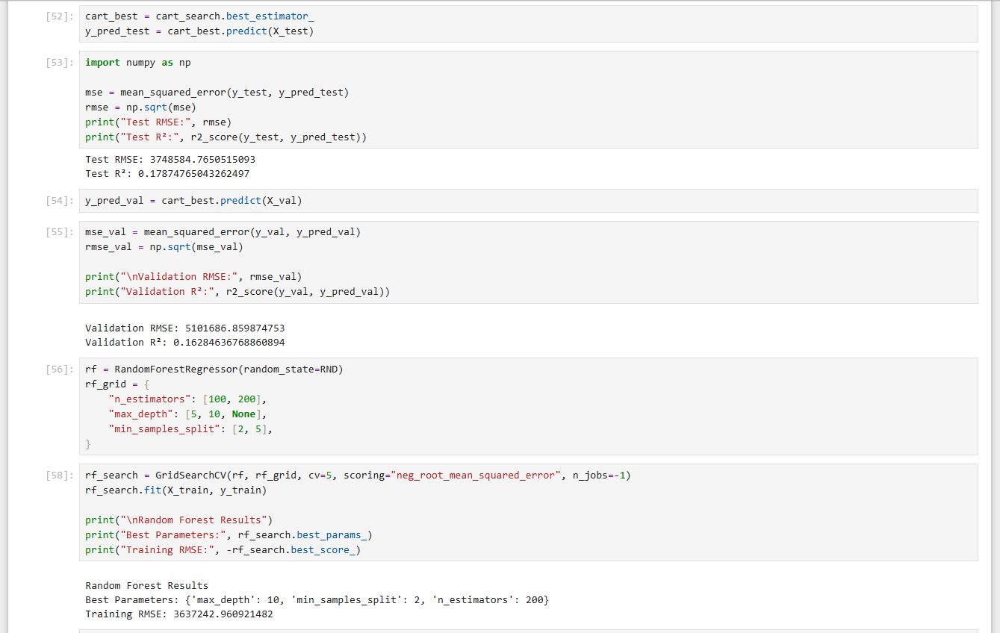 [52]:
cart_best = cart_search.best_estimator_
y_pred_test = cart_best.predict(X_test)
[53]:
import numpy as np
mse = mean_squared_error(y_test, y_pred_test)
rmse = np.sqrt(mse)
print("Test RMSE:", rmse)
print("Test R²:", r2_score(y_test, y_pred_test))
Test RMSE: 3748584.7650515093
Test R²: 0.17874765043262497
[54]:
y_pred_val = cart_best.predict(X_val)
[55]:
mse_val = mean_squared_error(y_val, y_pred_val)
rmse_val = np.sqrt(mse_val)
print("\nValidation RMSE:", rmse_val)
print("Validation R²:", r2_score(y_val, y_pred_val))
Validation RMSE: 5101686.859874753
Validation R²: 0.16284636768860894
[56]:
rf = RandomForestRegressor(random_state=RND)
rf_grid = {
    "n_estimators": [100, 200],
    "max_depth": [5, 10, None],
    "min_samples_split": [2, 5],
}
[58]:
rf_search = GridSearchCV(rf, rf_grid, cv=5, scoring="neg_root_mean_squared_error", n_jobs=-1)
rf_search.fit(X_train, y_train)
print("\nRandom Forest Results")
print("Best Parameters:", rf_search.best_params_)
print("Training RMSE:", -rf_search.best_score_)
Random Forest Results
Best Parameters: {'max_depth': 10, 'min_samples_split': 2, 'n_estimators': 200}
Training RMSE: 3637242.960921482